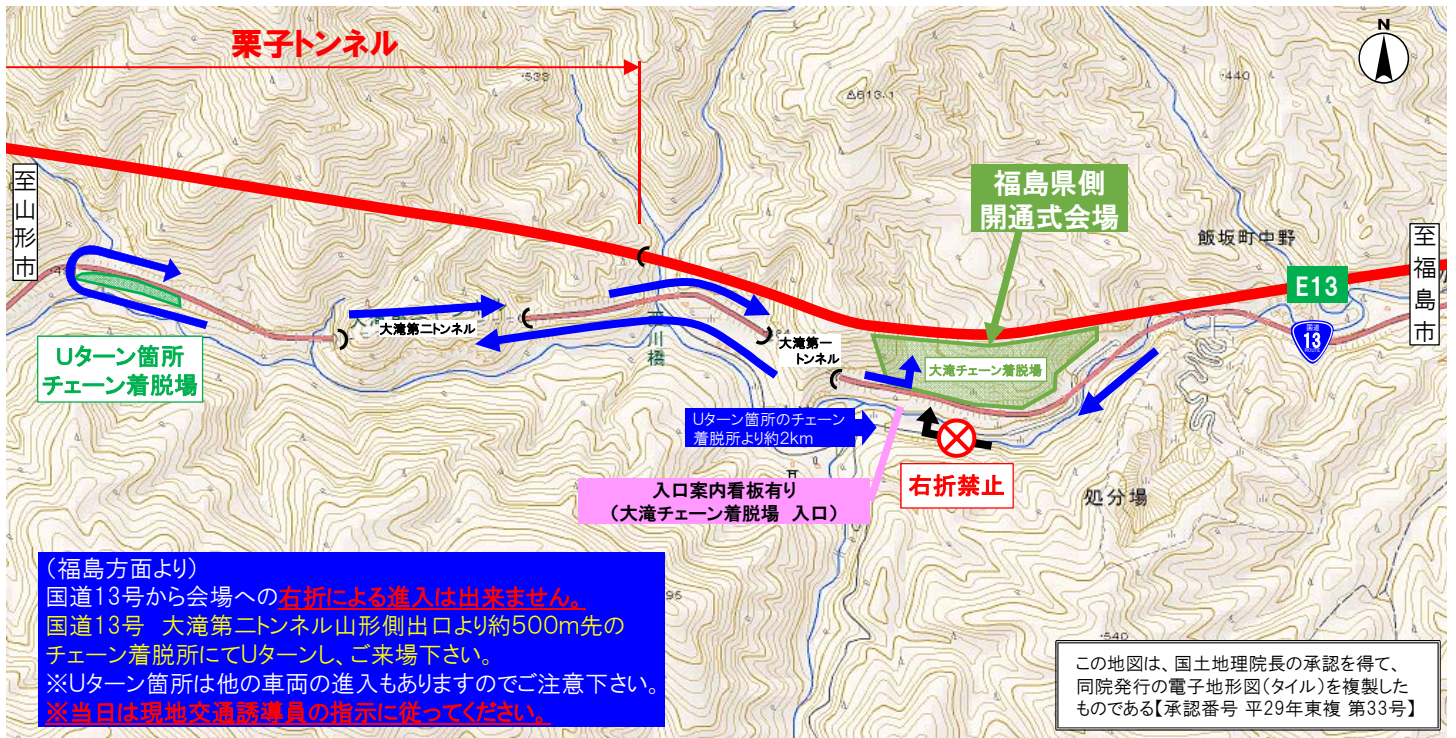 栗子トンネル
N
・533
・440
△613.1
至山形市
福島県側
開通式会場
飯坂町中野
至福島市
E13
国道
13
ROUTE
大滝第二トンネル
大滝第一
トンネル
大滝チェーン着脱場
Uターン箇所
チェーン着脱場
Uターン箇所のチェーン
着脱所より約2km
右折禁止
処分場
入口案内看板有り
（大滝チェーン着脱場 入口）
（福島方面より）
国道13号から会場への右折による進入は出来ません。
国道13号 大滝第二トンネル山形側出口より約500m先の
チェーン着脱所にてUターンし、ご来場下さい。
※Uターン箇所は他の車両の進入もありますのでご注意下さい。
※当日は現地交通誘導員の指示に従ってください。
・540
この地図は、国土地理院長の承認を得て、
同院発行の電子地形図（タイル）を複製した
ものである【承認番号 平29年東複 第33号】